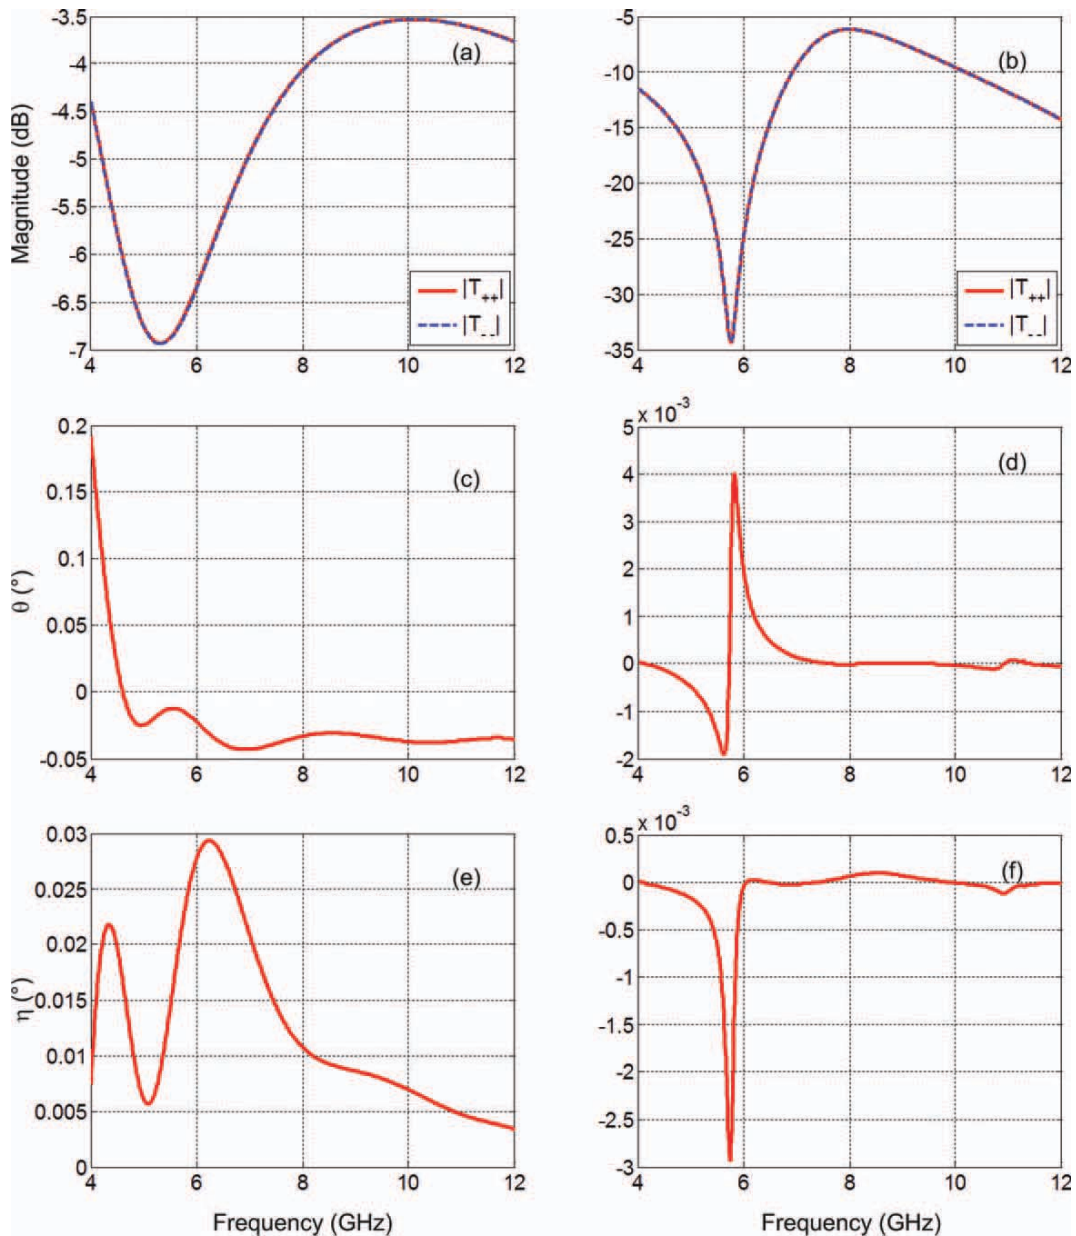 -3.5
-4
-4.5
-5
-5.5
-6
-6.5
-7
4 6 8 10 12
Magnitude (dB)
(a)
|T++|
|T--|
-5
-10
-15
-20
-25
-30
-35
4 6 8 10 12
(b)
|T++|
|T--|
0.2
0.15
0.1
0.05
0
-0.05
4 6 8 10 12
θ (°)
(c)
x 10-3
5
4
3
2
1
0
-1
-2
4 6 8 10 12
(d)
0.03
0.025
0.02
0.015
0.01
0.005
0
4 6 8 10 12
η (°)
(e)
Frequency (GHz)
x 10-3
0.5
0
-0.5
-1
-1.5
-2
-2.5
-3
4 6 8 10 12
(f)
Frequency (GHz)